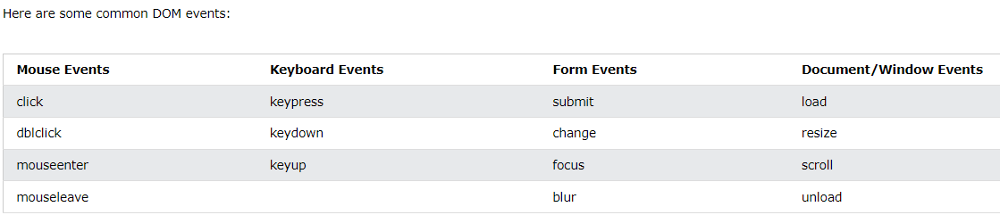 Here are some common DOM events:
Mouse Events Keyboard Events Form Events Document/Window Events
click keypress submit load
dblclick keydown change resize
mouseenter keyup focus scroll
mouseleave blur unload